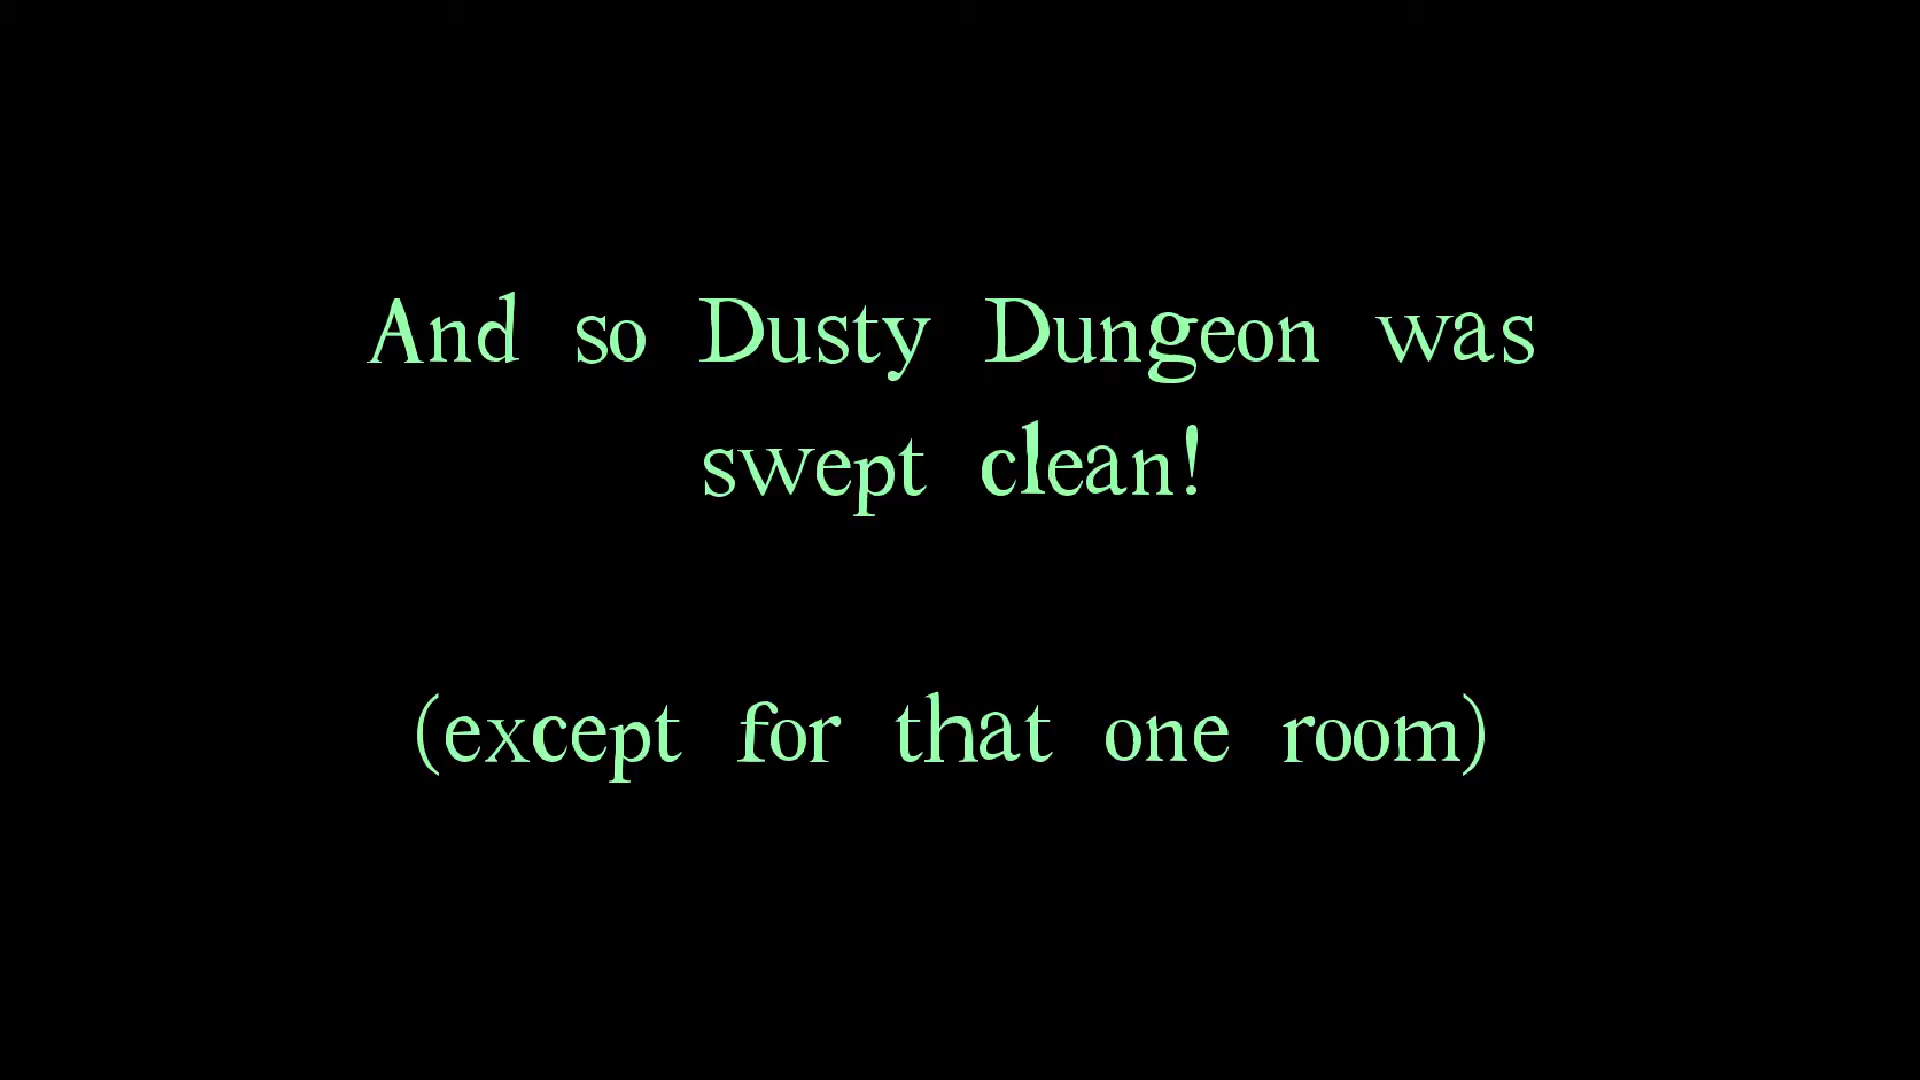 And so Dusty Dungeon was
swept clean!
(except for that one room)